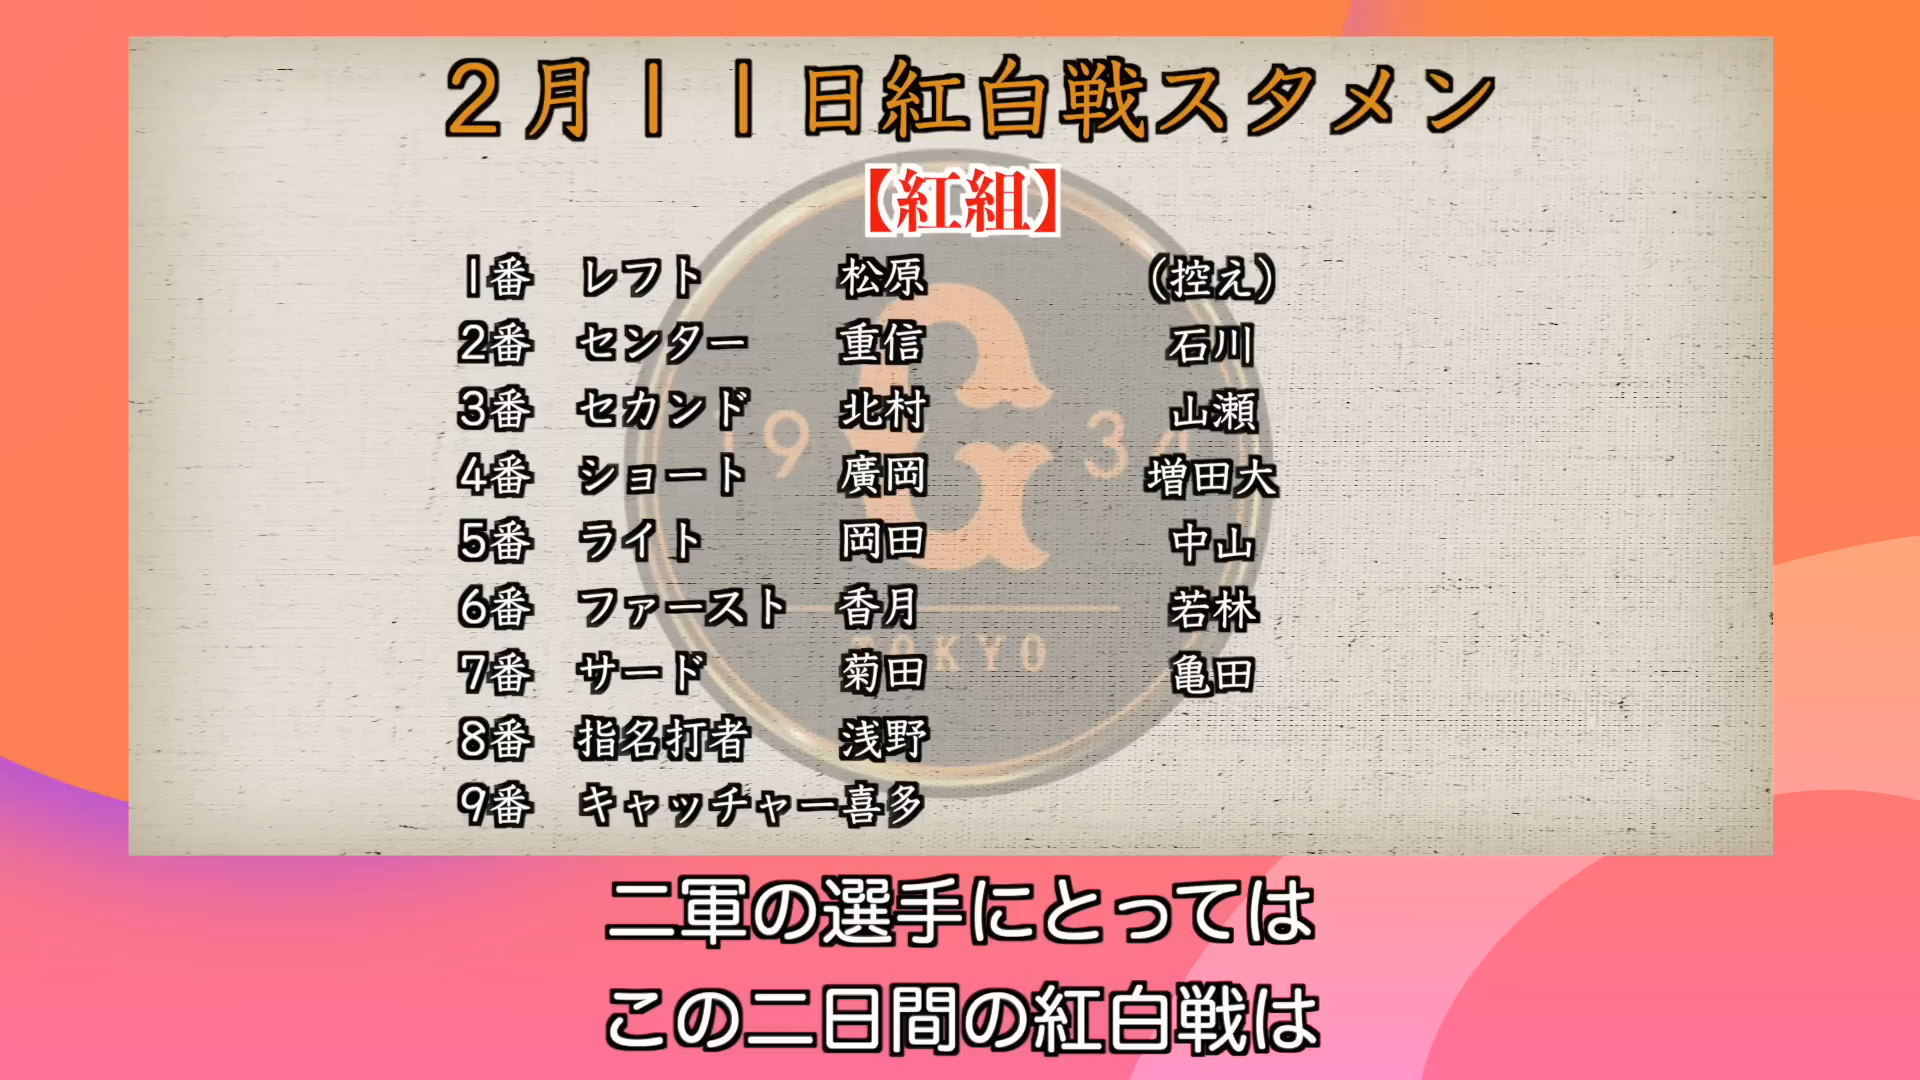 2月11日紅白戦スタメン
【紅組】
1番 レフト 松原 (控え)
2番 センター 重信 石川
3番 セカンド 北村 山瀬
4番 ショート 廣岡 増田大
5番 ライト 岡田 中山
6番 ファースト 香月 若林
7番 サード 菊田 亀田
8番 指名打者 浅野
9番 キャッチャー 喜多
1934
TOKYO
二軍の選手にとっては
この二日間の紅白戦は